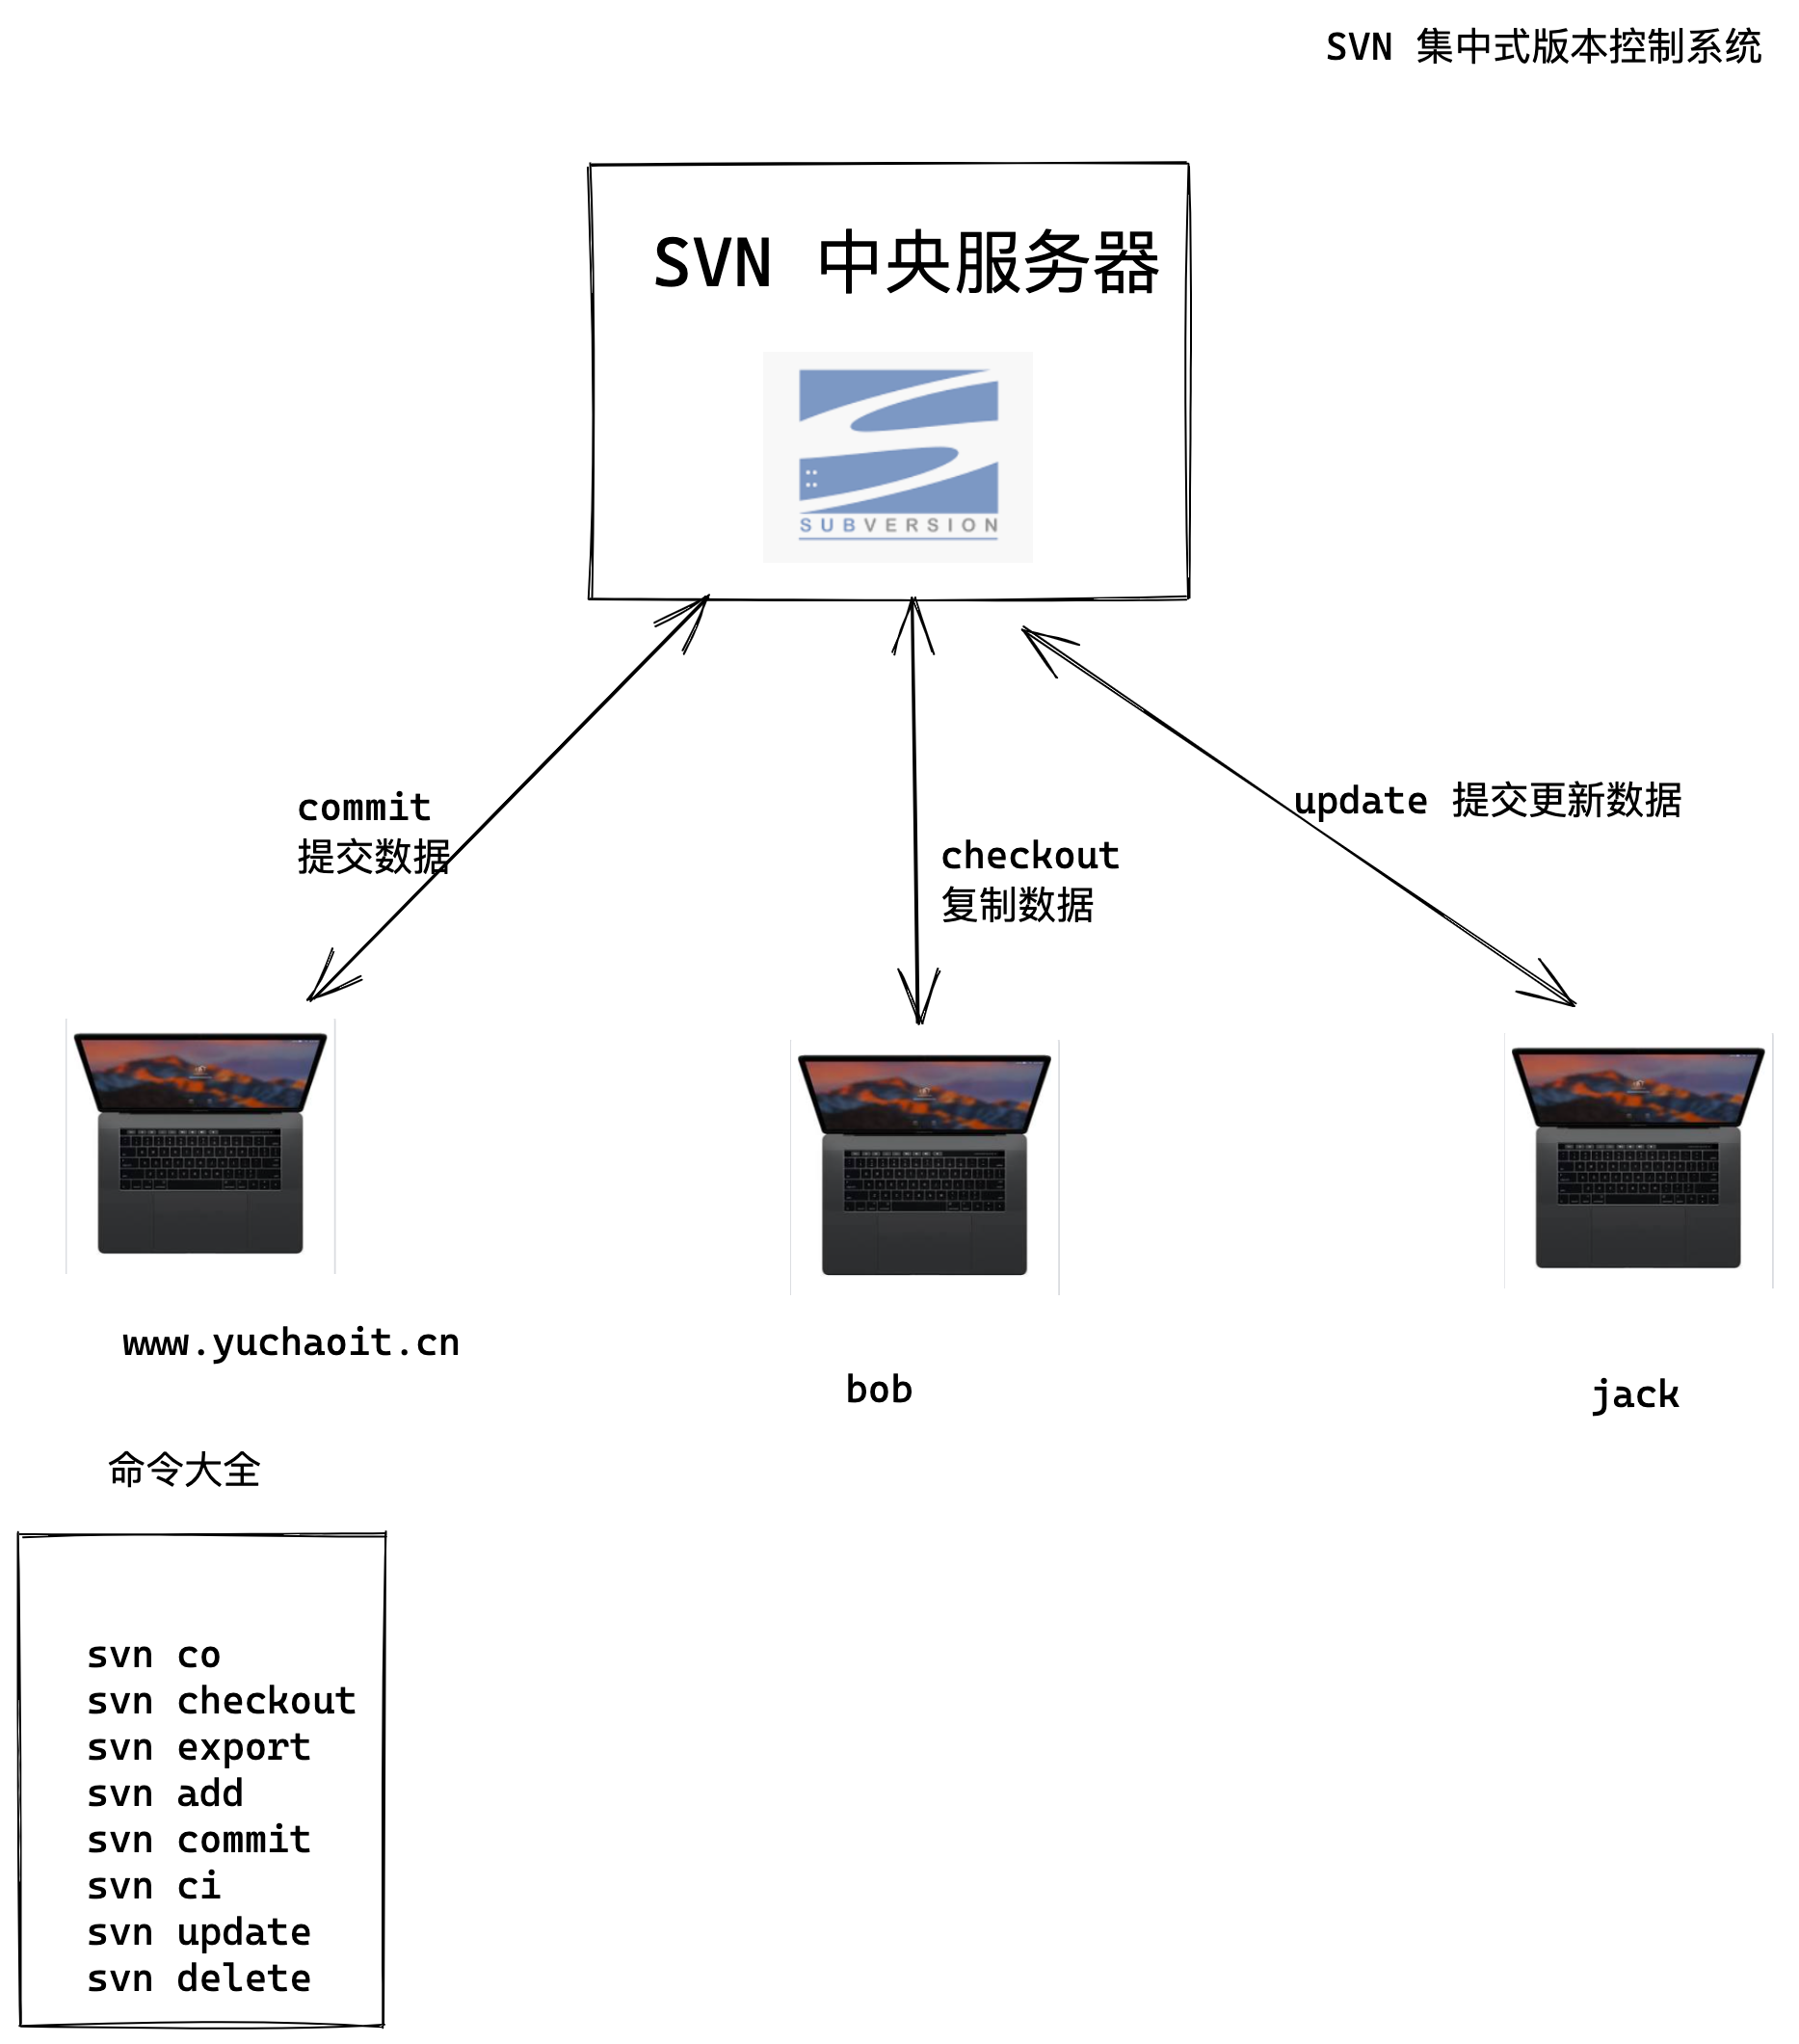 SVN 集中式版本控制系统
SVN 中央服务器
SUBVERSION
commit
提交数据
update 提交更新数据
checkout
复制数据
www.yuchaoit.cn
bob
jack
命令大全
svn co
svn checkout
svn export
svn add
svn commit
svn ci
svn update
svn delete